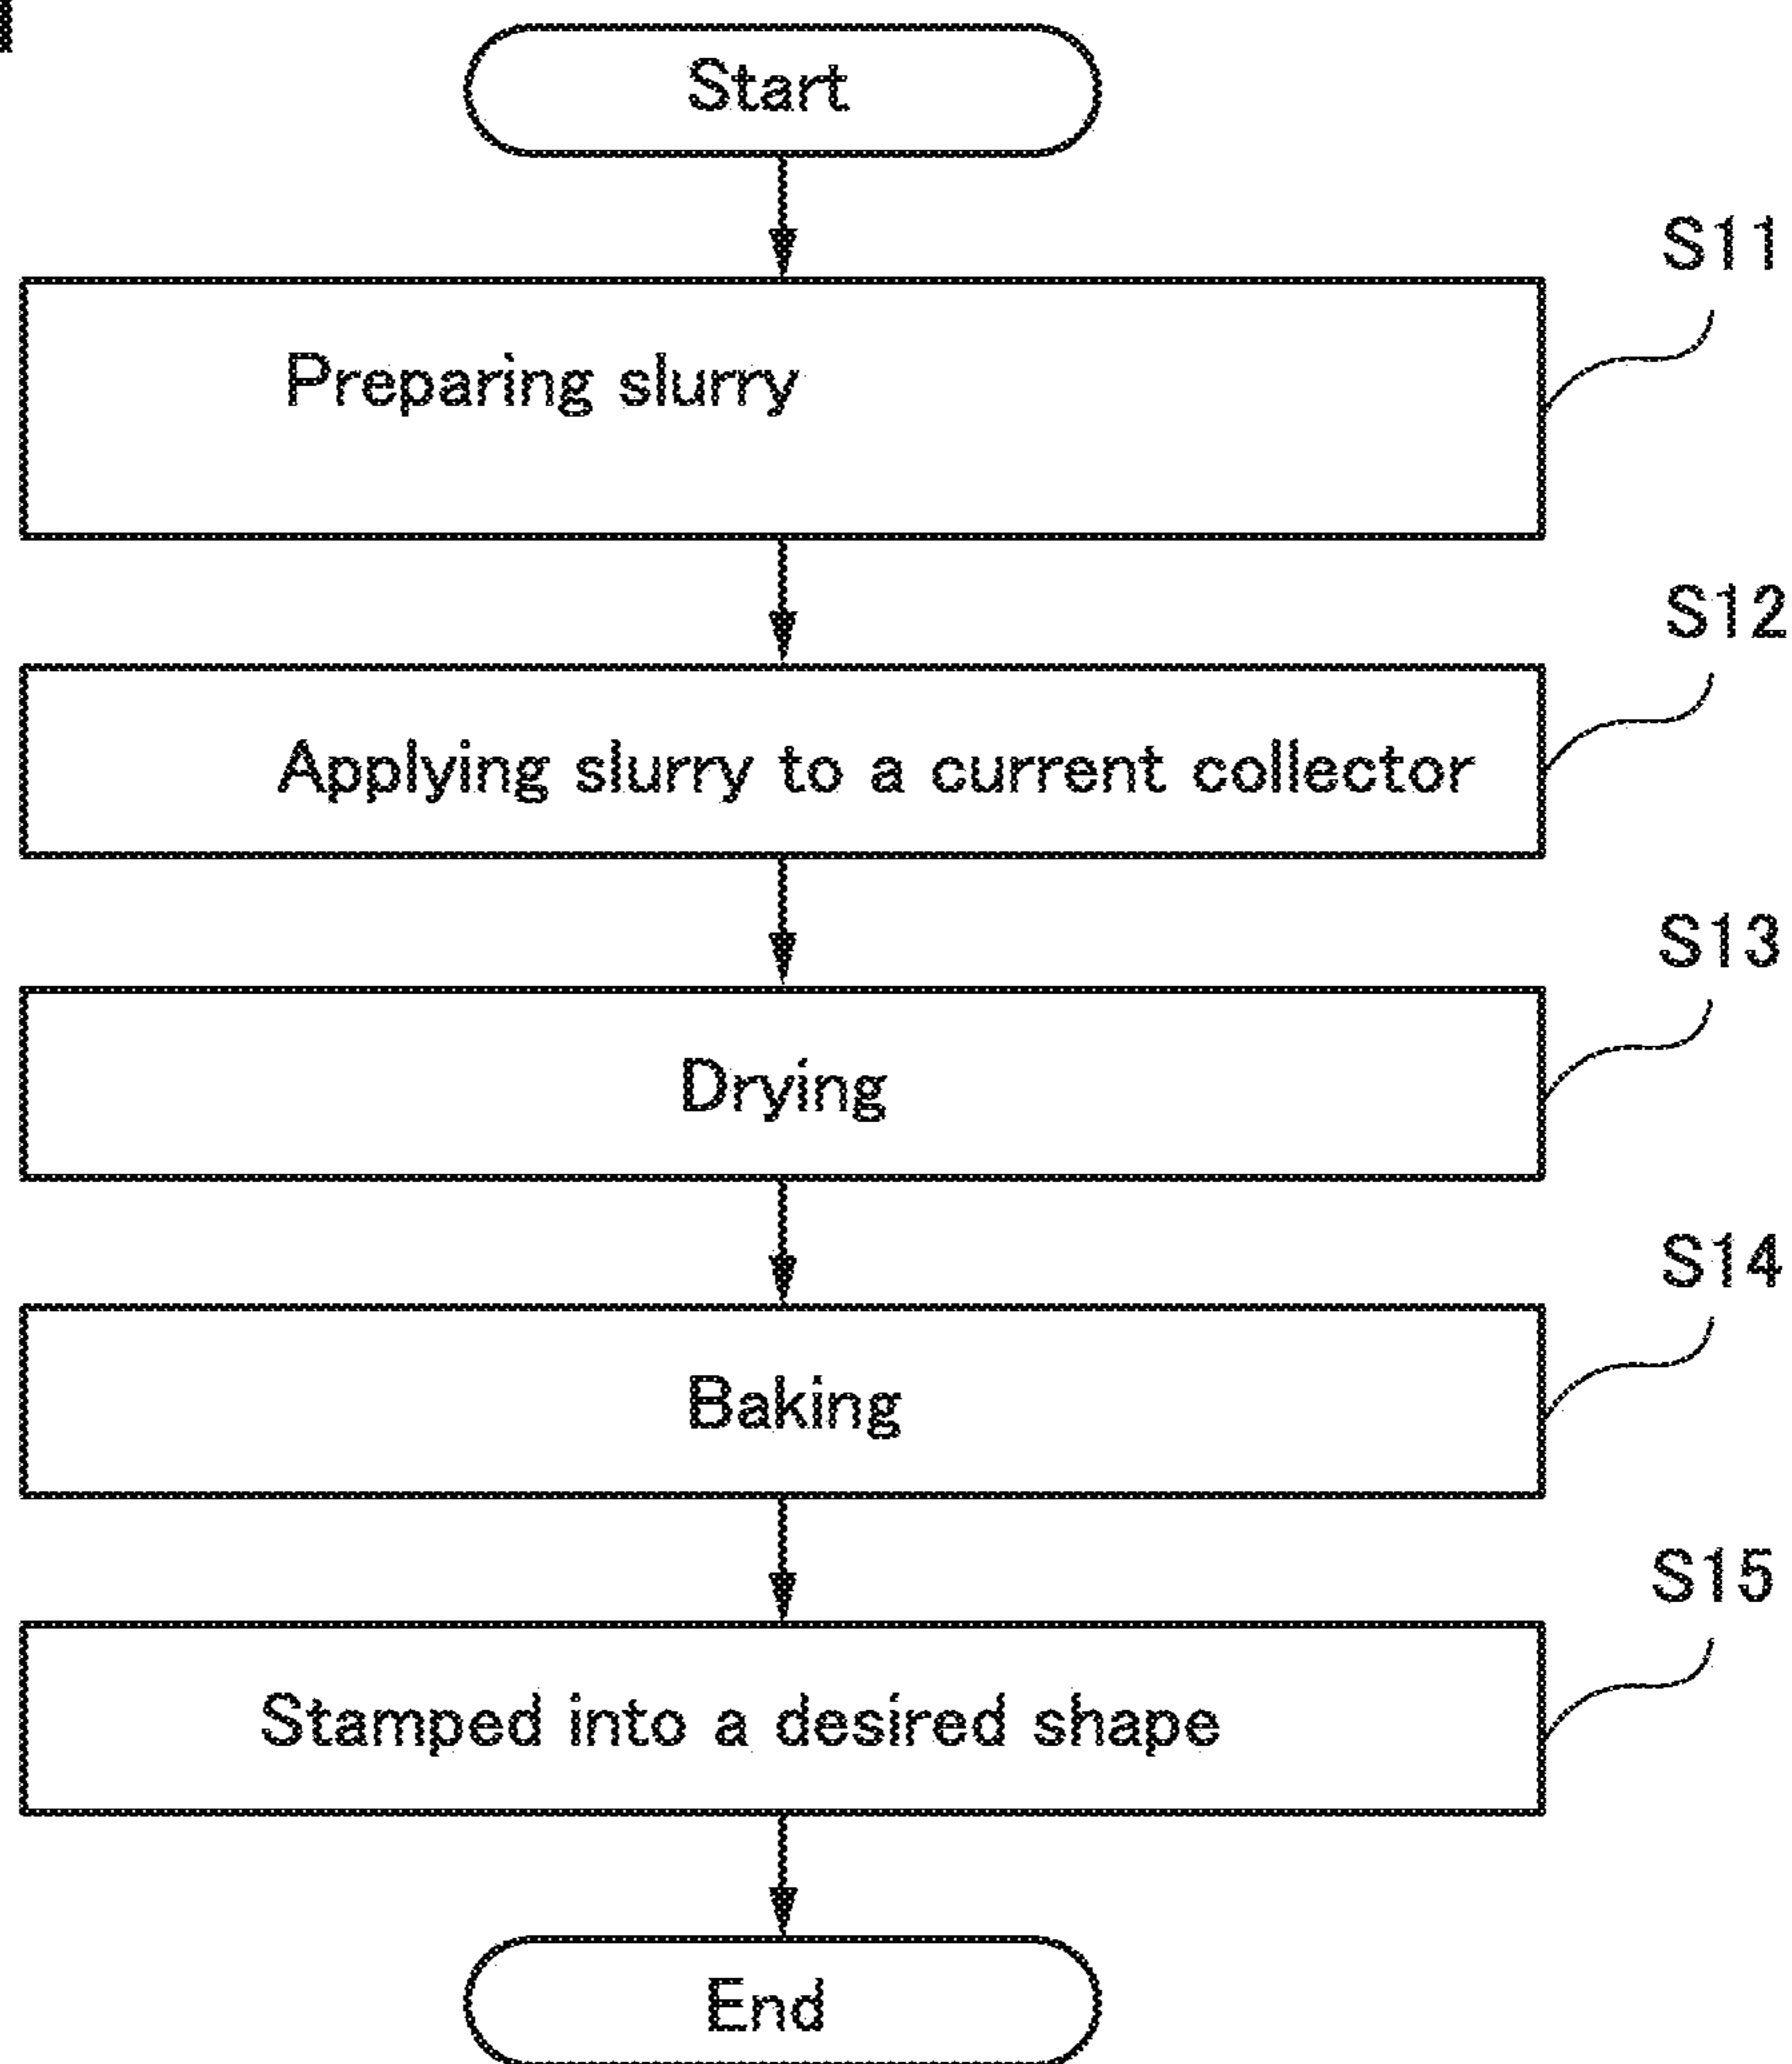 Start
S11
Preparing slurry
S12
Applying slurry to a current collector
S13
Drying
S14
Baking
S15
Stamped into a desired shape
End